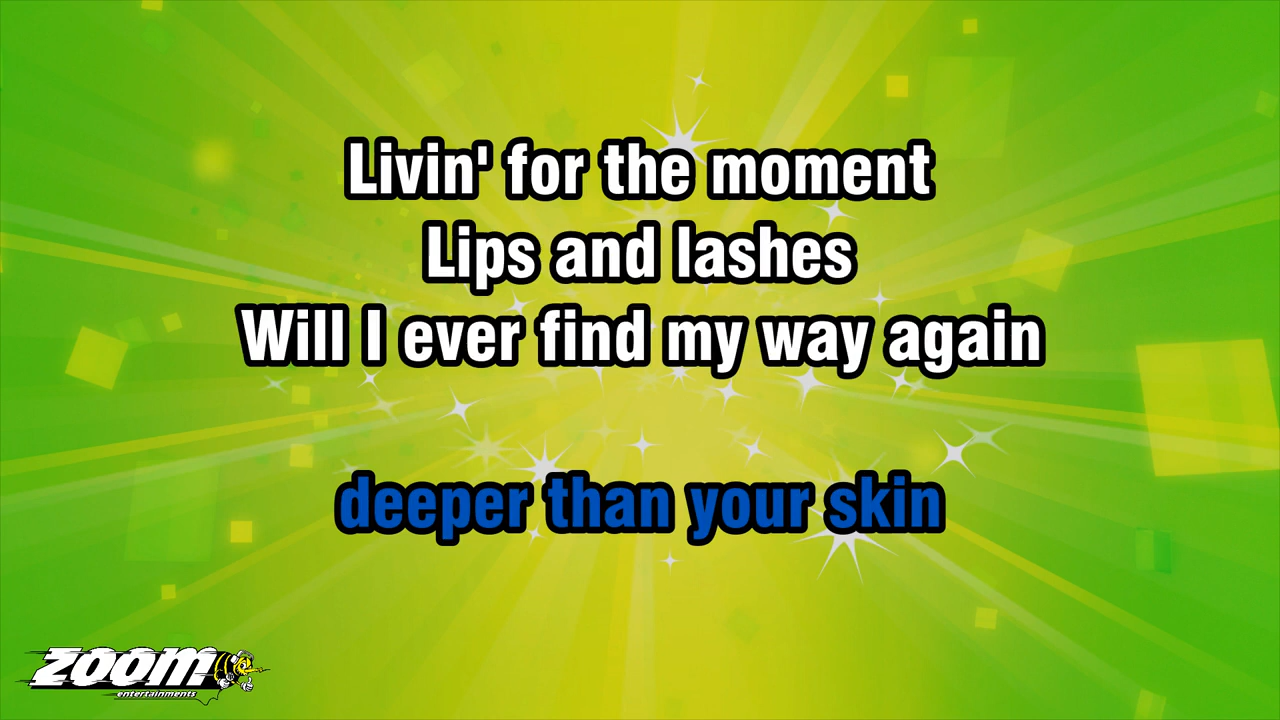 Livin' for the moment
Lips and lashes
Will I ever find my way again
deeper than your skin
zoom
entertainments